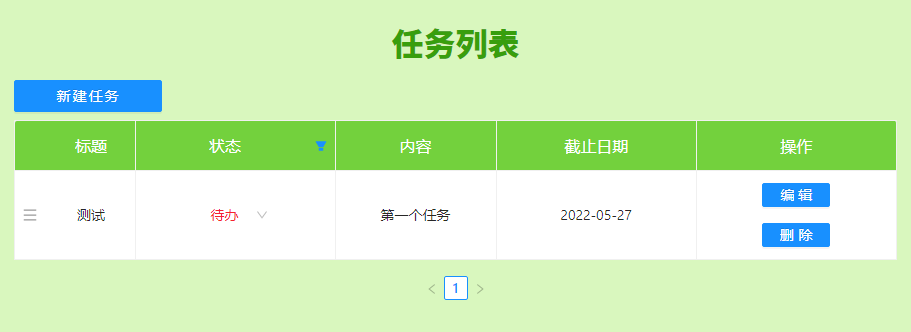 任务列表
新建任务
标题 状态 内容 截止日期 操作
测试 待办 第一个任务 2022-05-27 编辑
删除
1